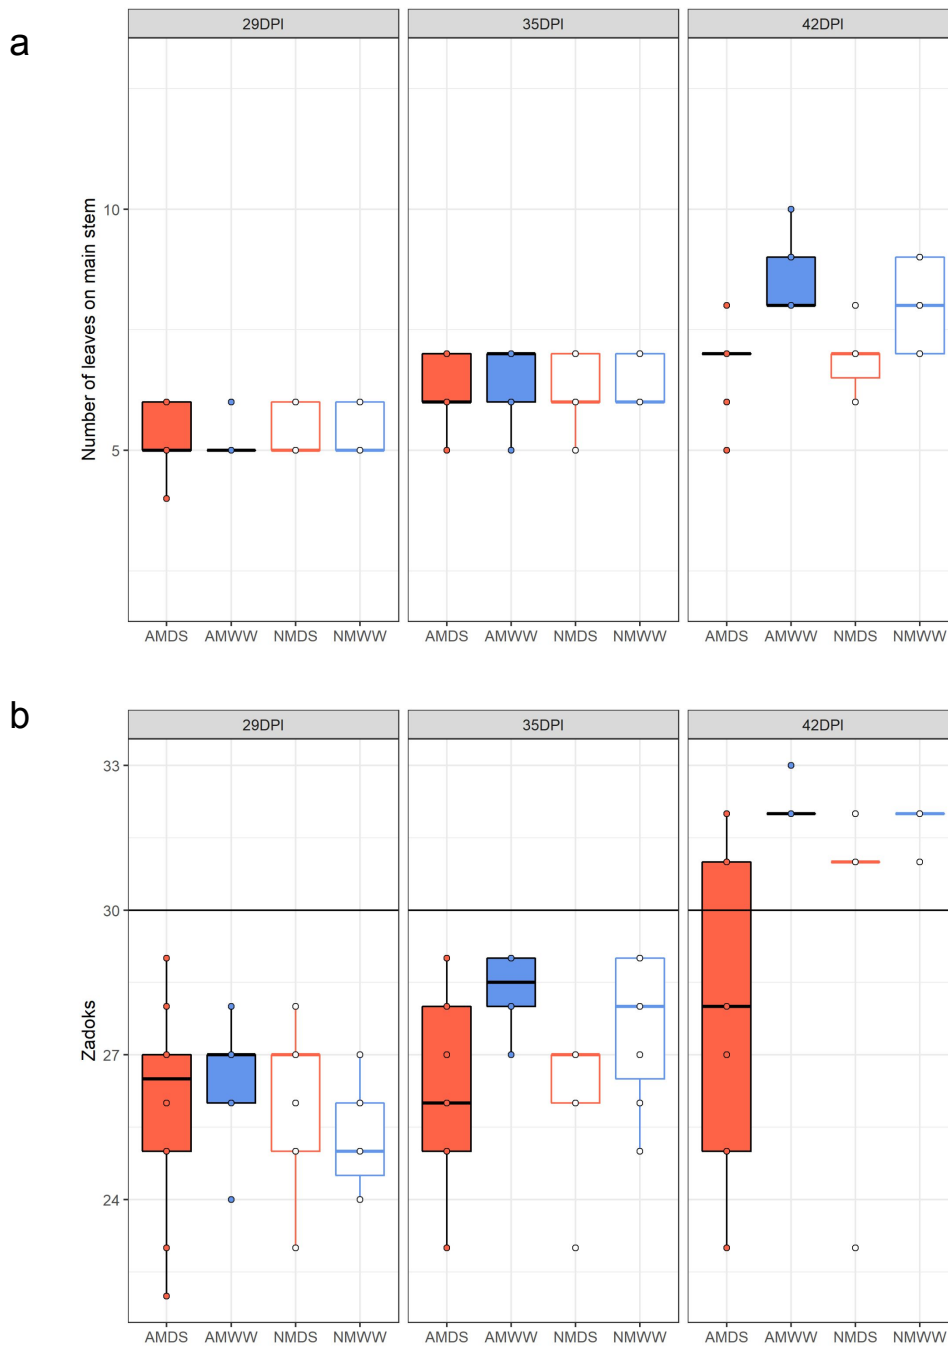 a
29DPI 35DPI 42DPI
Number of leaves on main stem
10
5
AMDS AMWW NMDS NMWW AMDS AMWW NMDS NMWW AMDS AMWW NMDS NMWW
b
29DPI 35DPI 42DPI
Zadoks
33
30
27
24
AMDS AMWW NMDS NMWW AMDS AMWW NMDS NMWW AMDS AMWW NMDS NMWW